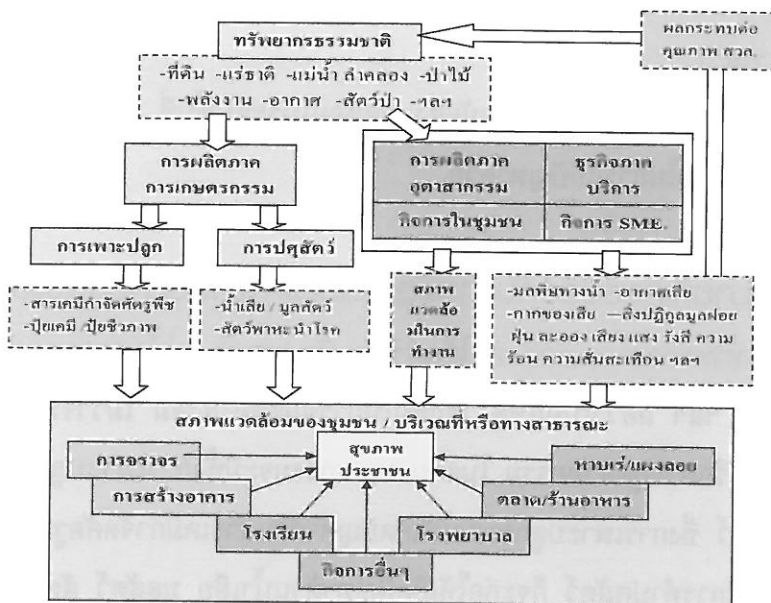 ทรัพยากรธรรมชาติ
ผลกระทบต่อ
คุณภาพ สวล.
-ที่ดิน -แร่ธาติ -แม่น้ำ ลำคลอง -ป่าไม้
-พลังงาน -อากาศ -สัตว์ป่า -ฯลฯ
การผลิตภาค
การเกษตรกรรม
การผลิตภาค
อุตาสากรรม
ธุรกิจภาค
บริการ
กิจการในชุมชน
กิจการ SME.
การเพาะปลูก
การปศุสัตว์
-สารเคมีกำจัดศัตรูพืช
-ปุ๋ยเคมี /ปุ๋ยชีวภาพ
-น้ำเสีย / มูลสัตว์
-สัตว์พาหะนำโรค
สภาพ
แวดล้อ
มในการ
ทำงาน
-มลพิษทางน้ำ -อากาศเสีย
-กากของเสีย –สิ่งปฏิกูลมูลฝอย
ฝุ่น ละออง เสียง แสง รังสี ความ
ร้อน ความสั่นสะเทือน ฯลฯ
สภาพแวดล้อมของชุมชน / บริเวณที่หรือทางสาธารณะ
สุขภาพ
ประชาชน
การจราจร
หาบเร่/แผงลอย
การสร้างอาคาร
ตลาด/ร้านอาหาร
โรงเรียน
โรงพยาบาล
กิจการอื่นๆ